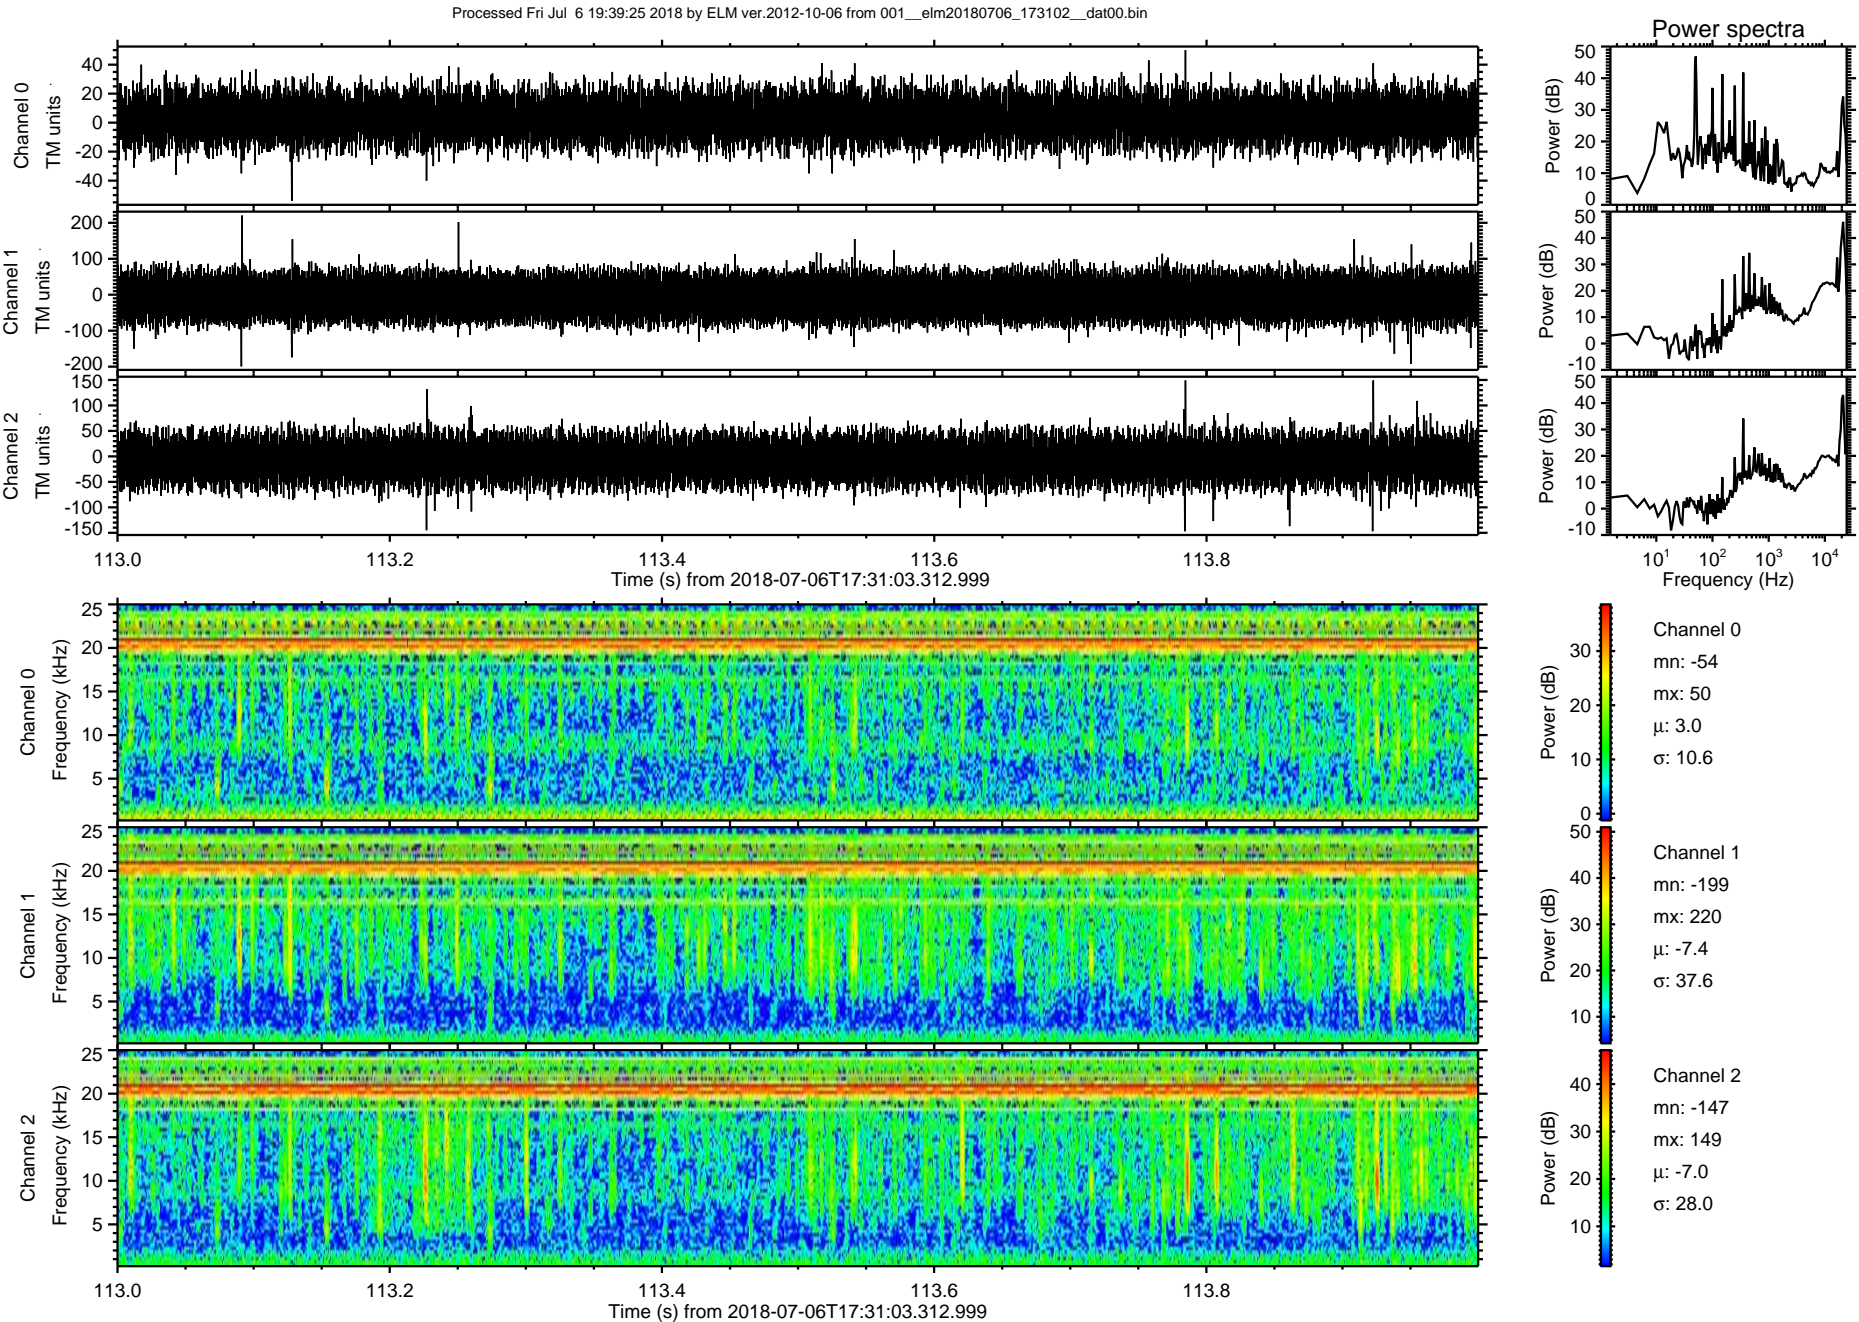 Processed Fri Jul  6 19:39:25 2018 by ELM ver.2012-10-06 from 001__elm20180706_173102__dat00.bin
Power spectra
Channel 0
TM units
40
20
0
-20
-40
Power (dB)
50
40
30
20
10
0
Channel 1
TM units
200
100
0
-100
-200
Power (dB)
50
40
30
20
10
0
-10
Channel 2
TM units
150
100
50
0
-50
-100
-150
Power (dB)
50
40
30
20
10
0
-10
113.0
113.2
113.4
113.6
113.8
Time (s) from 2018-07-06T17:31:03.312.999
10¹
10²
10³
10⁴
Frequency (Hz)
Channel 0
Frequency (kHz)
25
20
15
10
5
Power (dB)
30
20
10
0
Channel 0
mn: -54
mx: 50
μ: 3.0
σ: 10.6
Channel 1
Frequency (kHz)
25
20
15
10
5
Power (dB)
50
40
30
20
10
Channel 1
mn: -199
mx: 220
μ: -7.4
σ: 37.6
Channel 2
Frequency (kHz)
25
20
15
10
5
Power (dB)
40
30
20
10
Channel 2
mn: -147
mx: 149
μ: -7.0
σ: 28.0
113.0
113.2
113.4
113.6
113.8
Time (s) from 2018-07-06T17:31:03.312.999